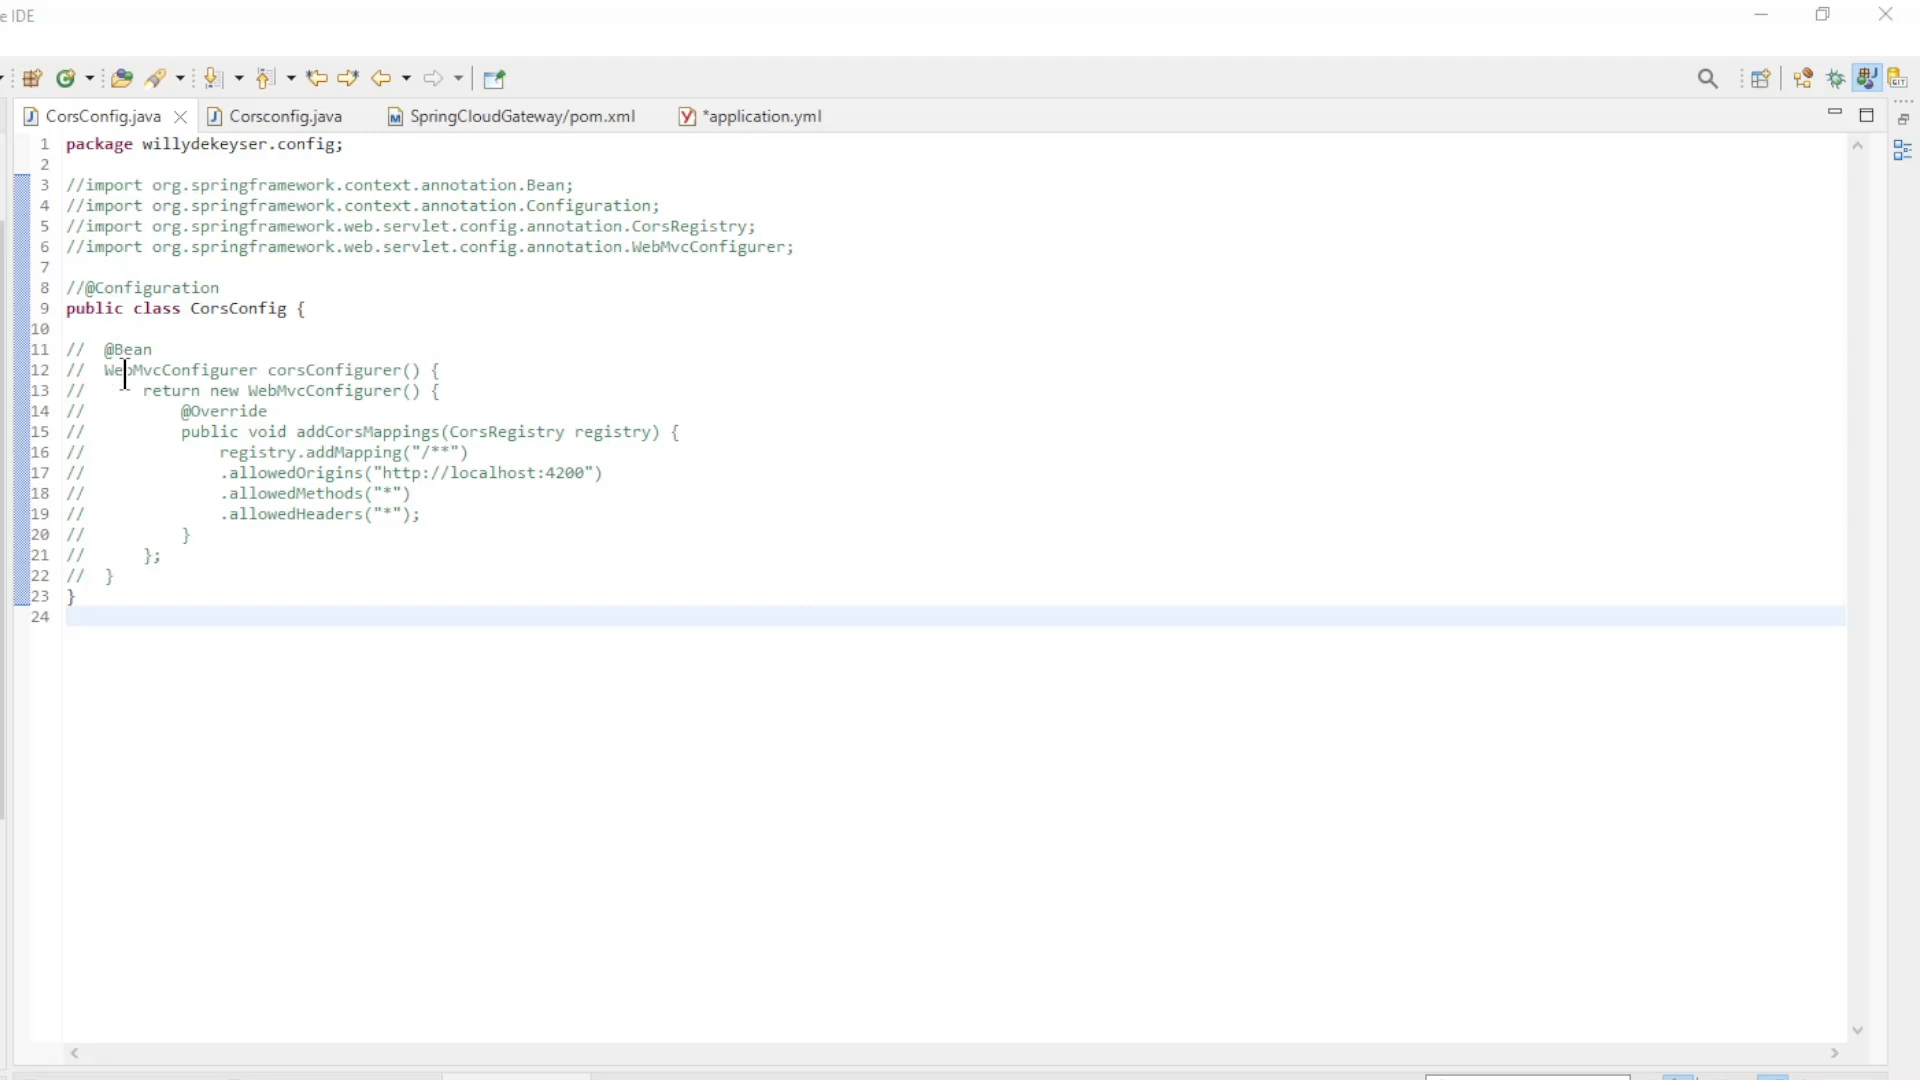 e IDE
CorsConfig.java
Corsconfig.java
SpringCloudGateway/pom.xml
*application.yml
1 package willydekeyser.config;
2
3 //import org.springframework.context.annotation.Bean;
4 //import org.springframework.context.annotation.Configuration;
5 //import org.springframework.web.servlet.config.annotation.CorsRegistry;
6 //import org.springframework.web.servlet.config.annotation.WebMvcConfigurer;
7
8 //@Configuration
9 public class CorsConfig {
10
11 //  @Bean
12 //  WebMvcConfigurer corsConfigurer() {
13 //      return new WebMvcConfigurer() {
14 //          @Override
15 //          public void addCorsMappings(CorsRegistry registry) {
16 //              registry.addMapping("/**")
17 //              .allowedOrigins("http://localhost:4200")
18 //              .allowedMethods("*")
19 //              .allowedHeaders("*");
20 //          }
21 //      };
22 //  }
23 }
24